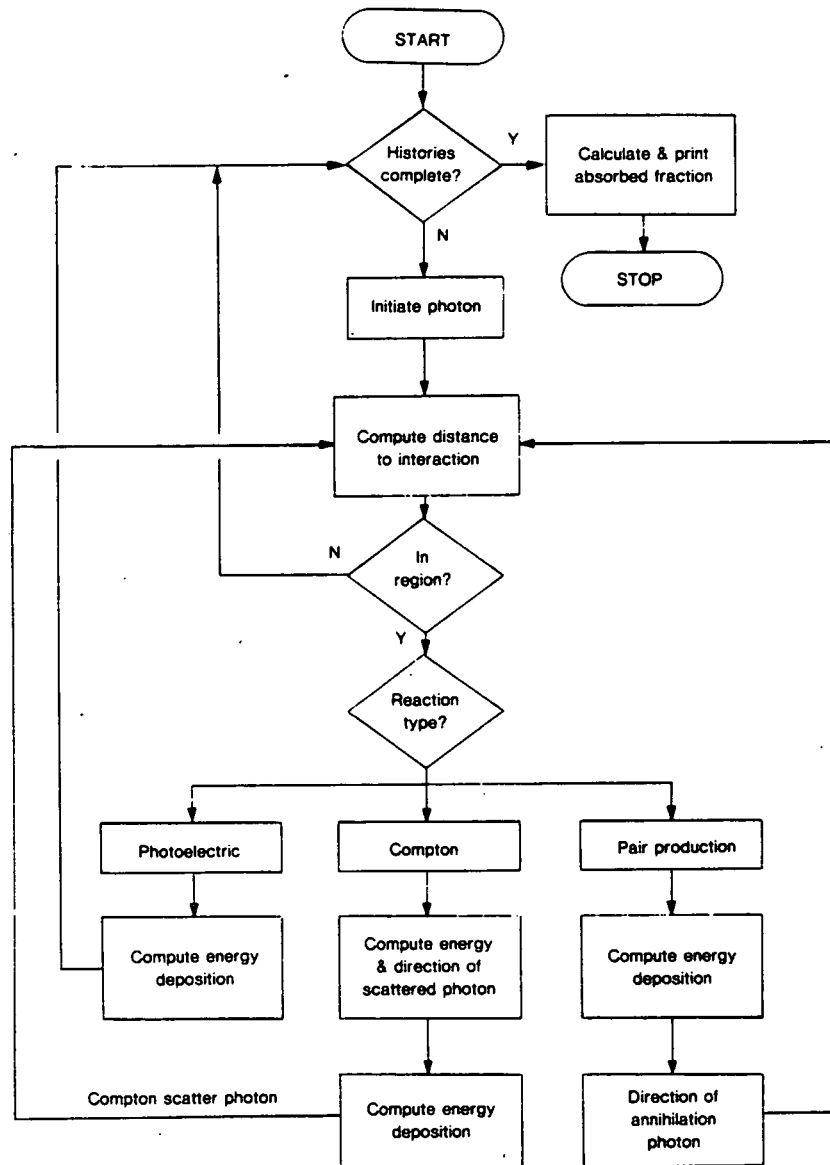 START
Histories
complete?
Y
Calculate & print
absorbed fraction
N
STOP
Initiate photon
Compute distance
to interaction
N
In
region?
Y
Reaction
type?
Photoelectric
Compton
Pair production
Compute energy
deposition
Compute energy
& direction of
scattered photon
Compute energy
deposition
Compton scatter photon
Compute energy
deposition
Direction of
annihilation
photon